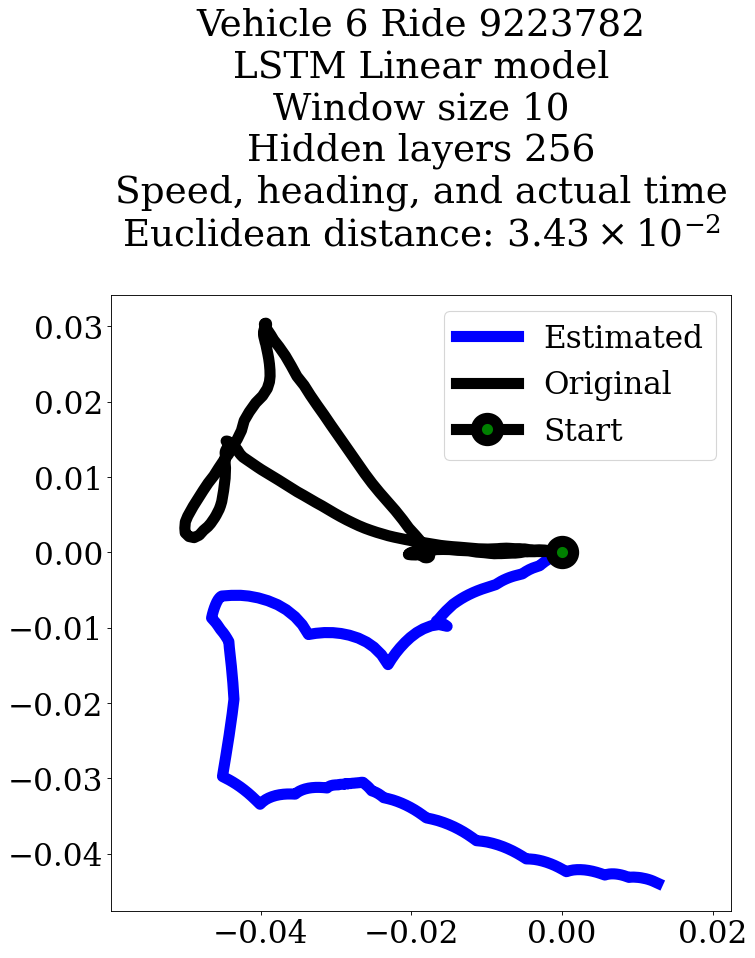 Vehicle 6 Ride 9223782
LSTM Linear model
Window size 10
Hidden layers 256
Speed, heading, and actual time
Euclidean distance: 3.43 × 10⁻²
Estimated
Original
Start
0.03
0.02
0.01
0.00
−0.01
−0.02
−0.03
−0.04
−0.04
−0.02
0.00
0.02